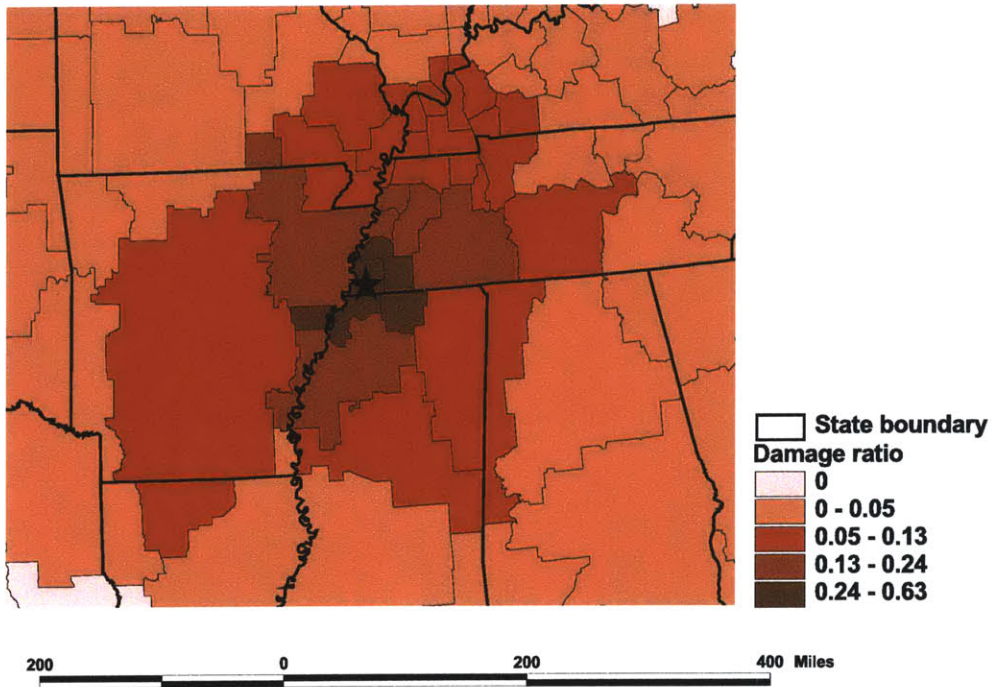 State boundary
Damage ratio
0
0 - 0.05
0.05 - 0.13
0.13 - 0.24
0.24 - 0.63
200 0 200 400 Miles